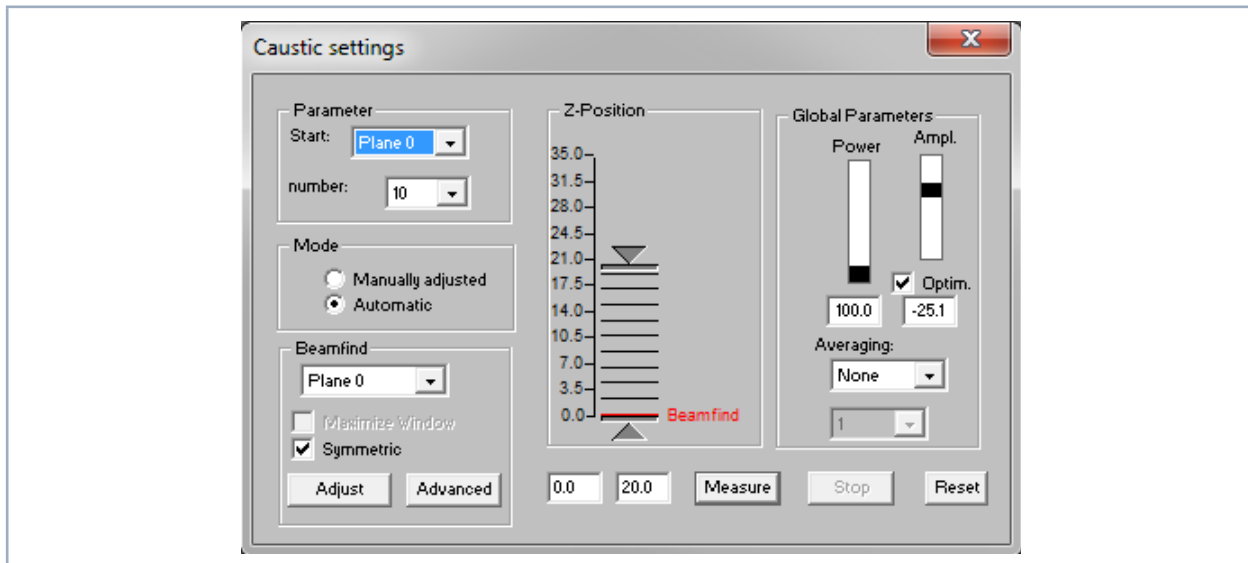 Caustic settings
X
Parameter
Start: Plane 0
number: 10
Mode
Manually adjusted
Automatic
Beamfind
Plane 0
Maximize Window
Symmetric
Adjust Advanced
Z-Position
35.0
31.5
28.0
24.5
21.0
17.5
14.0
10.5
7.0
3.5
0.0 Beamfind
0.0 20.0 Measure Stop Reset
Global Parameters
Power Ampl.
Optim.
100.0 -25.1
Averaging:
None
1